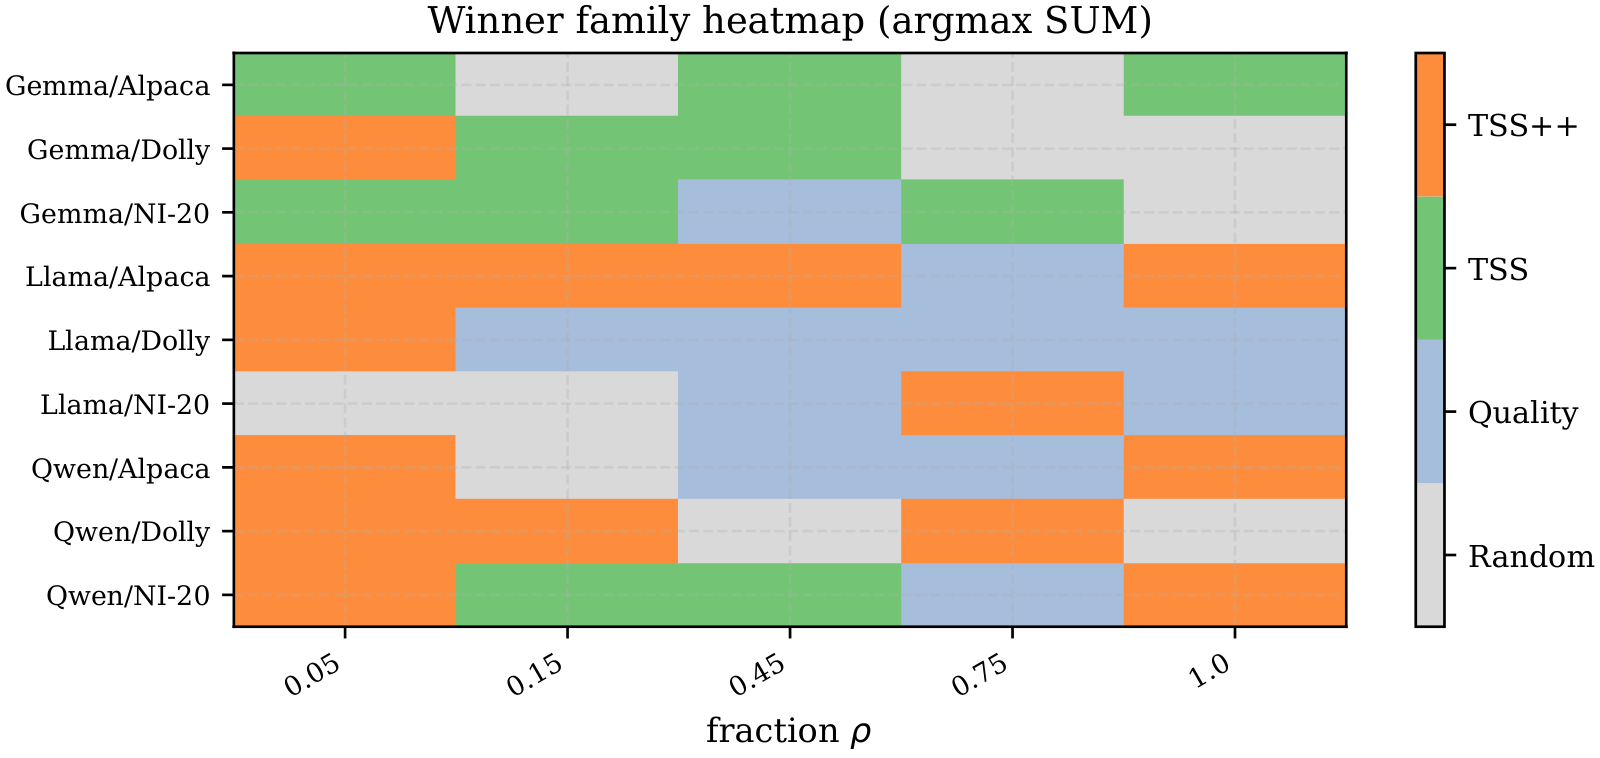 Winner family heatmap (argmax SUM)
Gemma/Alpaca
Gemma/Dolly
Gemma/NI-20
Llama/Alpaca
Llama/Dolly
Llama/NI-20
Qwen/Alpaca
Qwen/Dolly
Qwen/NI-20
0.05
0.15
0.45
0.75
1.0
fraction ρ
TSS++
TSS
Quality
Random